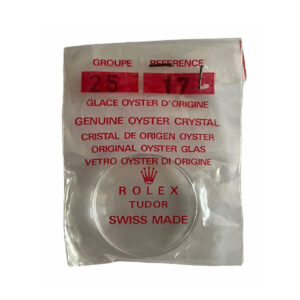 GROUPE REFERENCE
25 17
GLACE OYSTER D'ORIGINE
GENUINE OYSTER CRYSTAL
CRISTAL DE ORIGEN OYSTER
ORIGINAL OYSTER GLAS
VETRO OYSTER DI ORIGINE
ROLEX
TUDOR
SWISS MADE